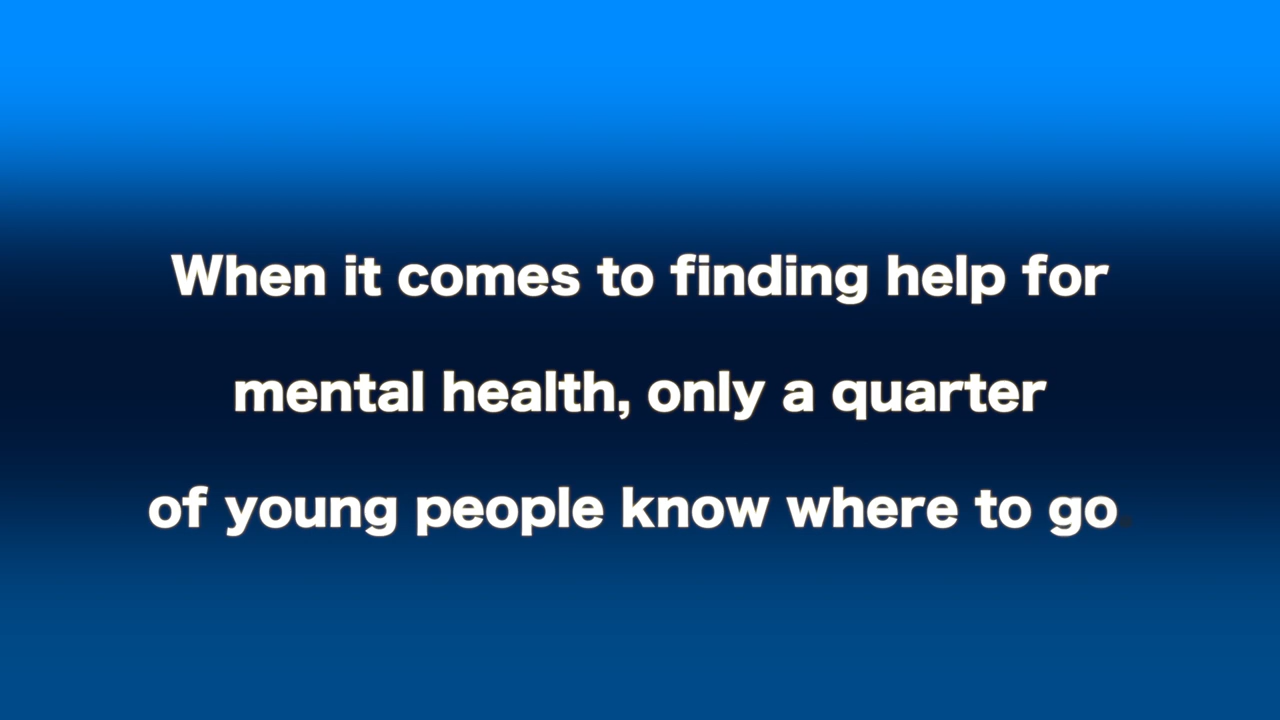 When it comes to finding help for
mental health, only a quarter
of young people know where to go.